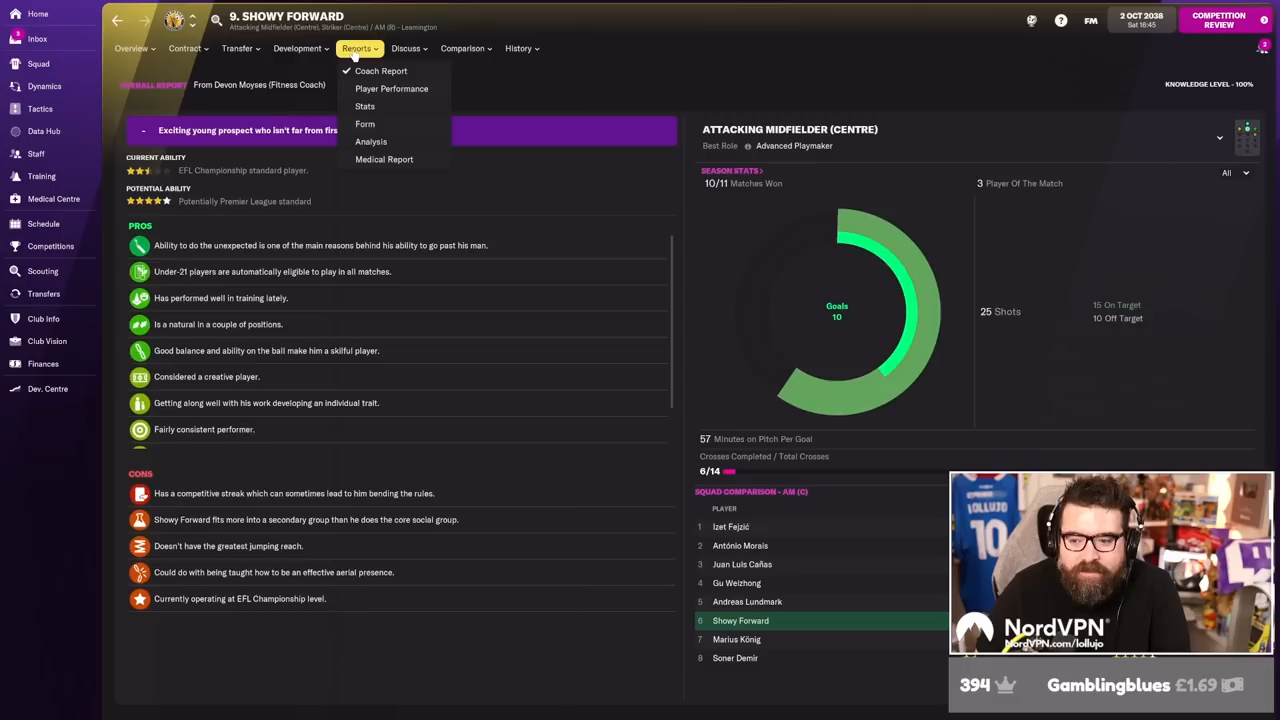 Home
Inbox
3
Squad
Dynamics
Tactics
Data Hub
Staff
Training
Medical Centre
Schedule
Competitions
Scouting
Transfers
Club Info
Club Vision
Finances
Dev. Centre
9. SHOWY FORWARD
Attacking Midfielder (Centre), Striker (Centre) / AM (R) - Leamington
FM
2 OCT 2038
Sat 16:45
COMPETITION REVIEW
2
Overview
Contract
Transfer
Development
Reports
Discuss
Comparison
History
Coach Report
Player Performance
Stats
Form
Analysis
Medical Report
OVERALL REPORT From Devon Moyses (Fitness Coach)
KNOWLEDGE LEVEL - 100%
- Exciting young prospect who isn't far from firs
CURRENT ABILITY
EFL Championship standard player.
POTENTIAL ABILITY
Potentially Premier League standard
PROS
Ability to do the unexpected is one of the main reasons behind his ability to go past his man.
Under-21 players are automatically eligible to play in all matches.
Has performed well in training lately.
Is a natural in a couple of positions.
Good balance and ability on the ball make him a skilful player.
Considered a creative player.
Getting along well with his work developing an individual trait.
Fairly consistent performer.
CONS
Has a competitive streak which can sometimes lead to him bending the rules.
Showy Forward fits more into a secondary group than he does the core social group.
Doesn't have the greatest jumping reach.
Could do with being taught how to be an effective aerial presence.
Currently operating at EFL Championship level.
ATTACKING MIDFIELDER (CENTRE)
Best Role Advanced Playmaker
SEASON STATS >
All
10/11 Matches Won
3 Player Of The Match
Goals
10
25 Shots
15 On Target
10 Off Target
57 Minutes on Pitch Per Goal
Crosses Completed / Total Crosses
6/14
SQUAD COMPARISON - AM (C)
PLAYER
1 Izet Fejzić
2 António Morais
3 Juan Luis Cañas
4 Gu Weizhong
5 Andreas Lundmark
6 Showy Forward
7 Marius König
8 Soner Demir
LOLLUJO
10
NordVPN®
NordVPN.com/lollujo
394
Gamblingblues £1.69